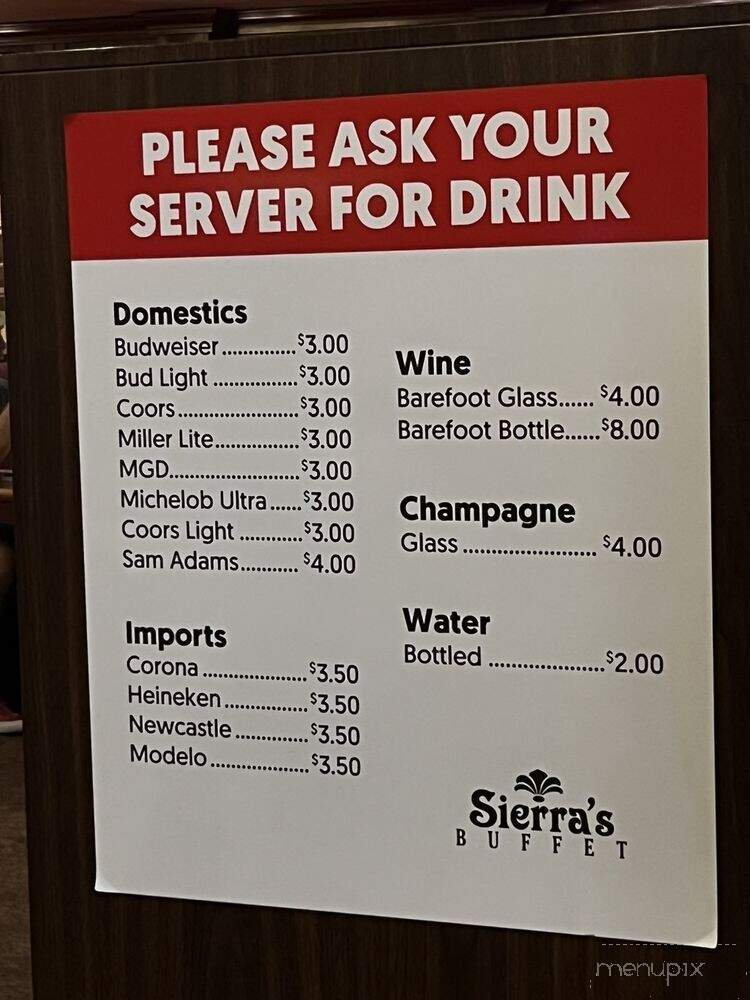 PLEASE ASK YOUR
SERVER FOR DRINK
Domestics
Budweiser..............$3.00
Bud Light ................$3.00
Coors.......................$3.00
Miller Lite................$3.00
MGD.........................$3.00
Michelob Ultra......$3.00
Coors Light ............$3.00
Sam Adams........... $4.00
Imports
Corona ....................$3.50
Heineken................$3.50
Newcastle ..............$3.50
Modelo...................$3.50
Wine
Barefoot Glass...... $4.00
Barefoot Bottle......$8.00
Champagne
Glass ......................... $4.00
Water
Bottled ......................$2.00
Sierra's
BUFFET
menupix